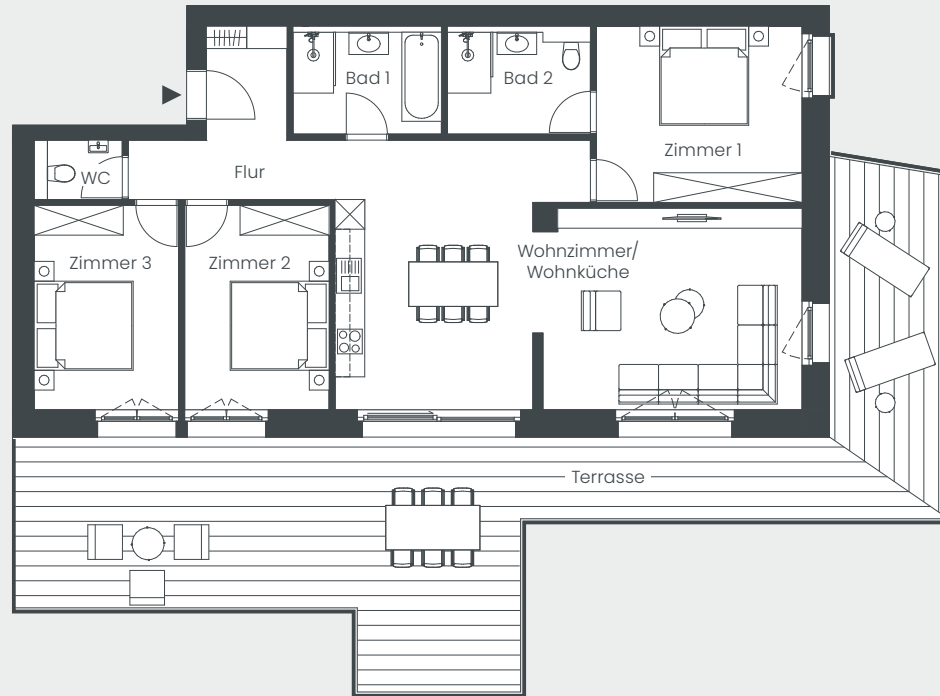 Bad 1
Bad 2
Zimmer 1
Flur
WC
Zimmer 3
Zimmer 2
Wohnzimmer/
Wohnküche
Terrasse